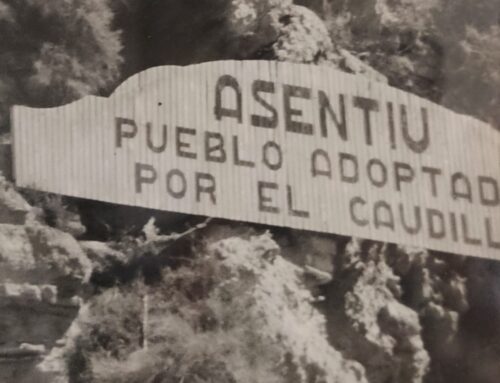 ASENTIU
PUEBLO ADOPTAD
POR EL CAUDILL